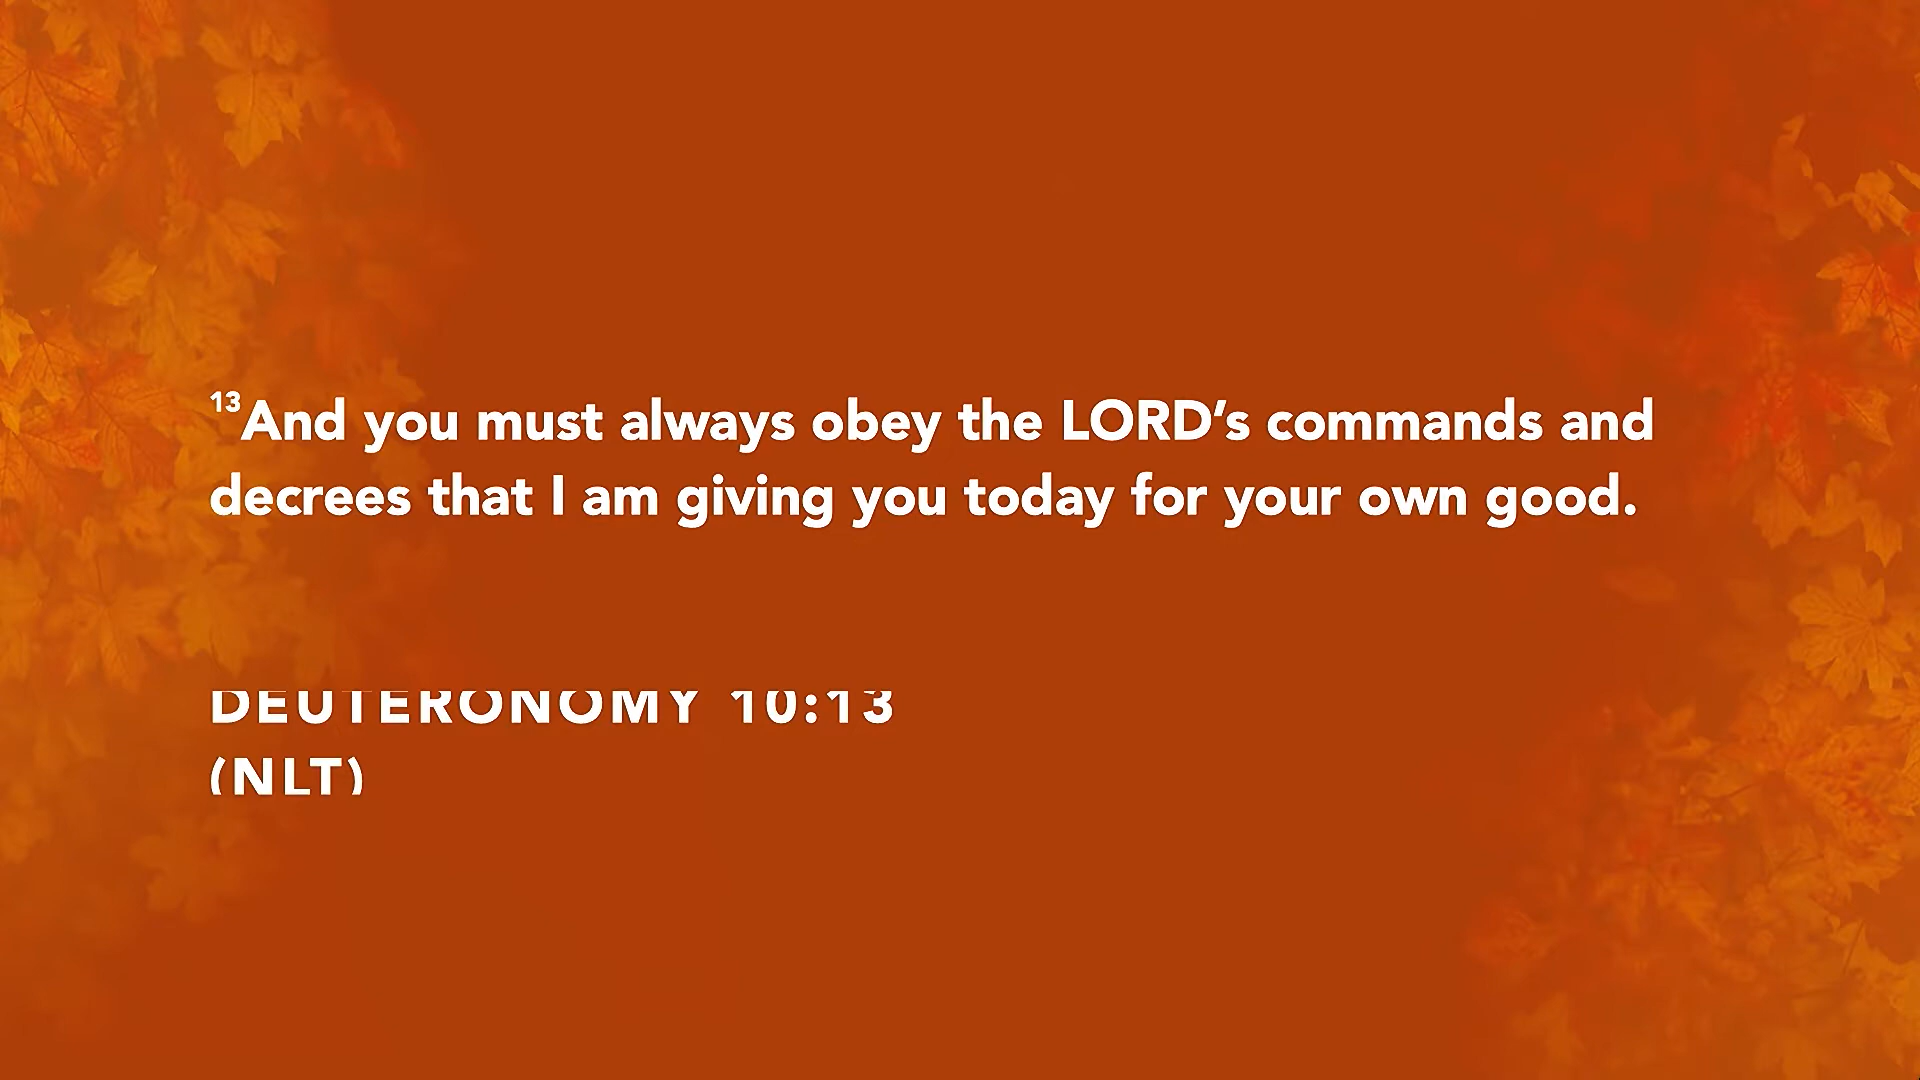 13And you must always obey the LORD’s commands and
decrees that I am giving you today for your own good.
DEUTERONOMY 10:13
(NLT)